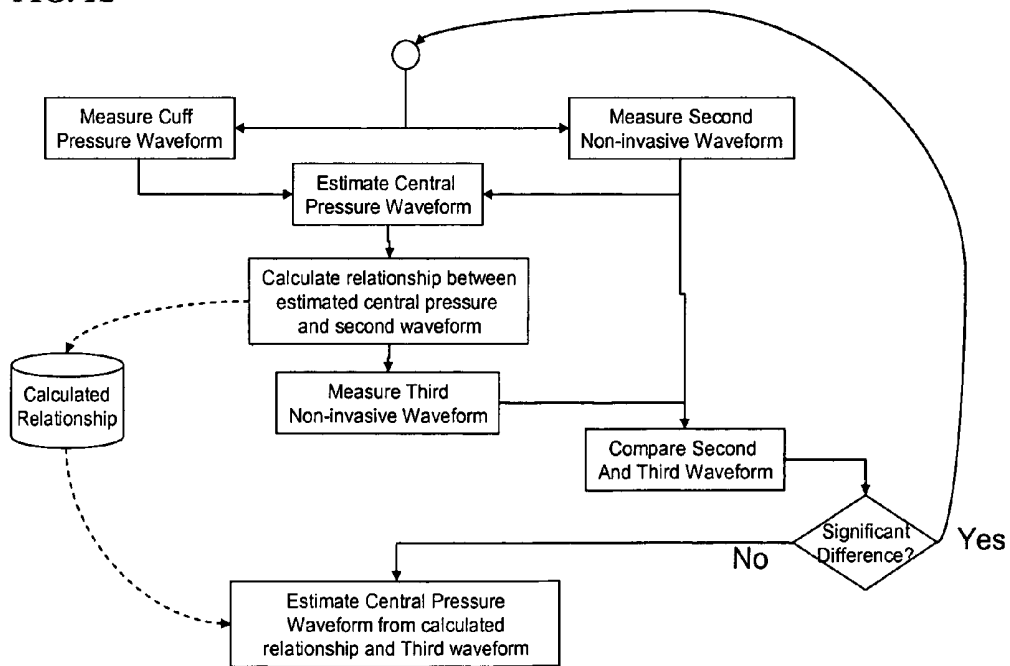 Measure Cuff
Pressure Waveform
Measure Second
Non-invasive Waveform
Estimate Central
Pressure Waveform
Calculate relationship between
estimated central pressure
and second waveform
Calculated
Relationship
Measure Third
Non-invasive Waveform
Compare Second
And Third Waveform
Significant
Difference?
Yes
No
Estimate Central Pressure
Waveform from calculated
relationship and Third waveform